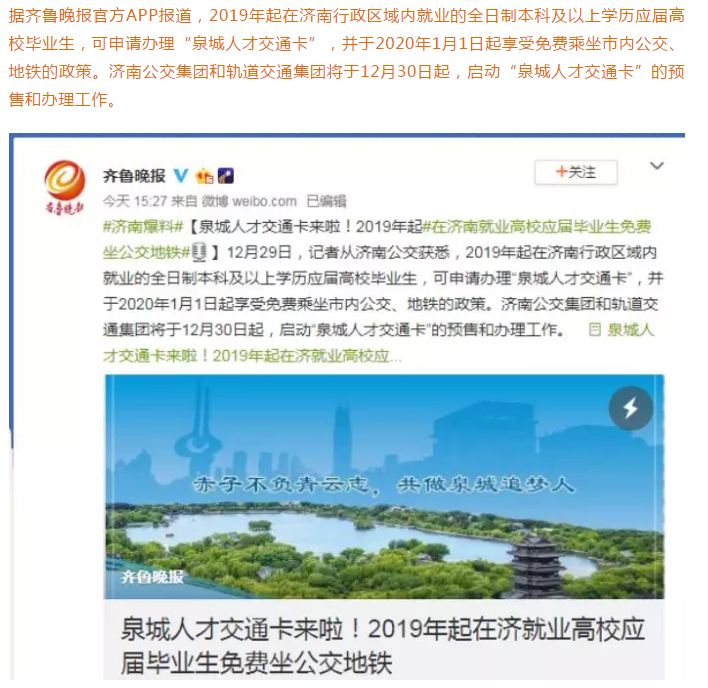 据齐鲁晚报官方APP报道，2019年起在济南行政区域内就业的全日制本科及以上学历应届高
校毕业生，可申请办理“泉城人才交通卡”，并于2020年1月1日起享受免费乘坐市内公交、
地铁的政策。济南公交集团和轨道交通集团将于12月30日起，启动“泉城人才交通卡”的预
售和办理工作。
齐鲁晚报
+关注
齐鲁晚报
今天 15:27 来自 微博 weibo.com 已编辑
#济南爆料#【泉城人才交通卡来啦！2019年起#在济南就业高校应届毕业生免费
坐公交地铁#】12月29日，记者从济南公交获悉，2019年起在济南行政区域内
就业的全日制本科及以上学历应届高校毕业生，可申请办理“泉城人才交通卡”，并
于2020年1月1日起享受免费乘坐市内公交、地铁的政策。济南公交集团和轨道交
通集团将于12月30日起，启动“泉城人才交通卡”的预售和办理工作。 泉城人
才交通卡来啦！2019年起在济就业高校应...
赤子不负青云志，共做泉城追梦人
齐鲁晚报
泉城人才交通卡来啦！2019年起在济就业高校应
届毕业生免费坐公交地铁